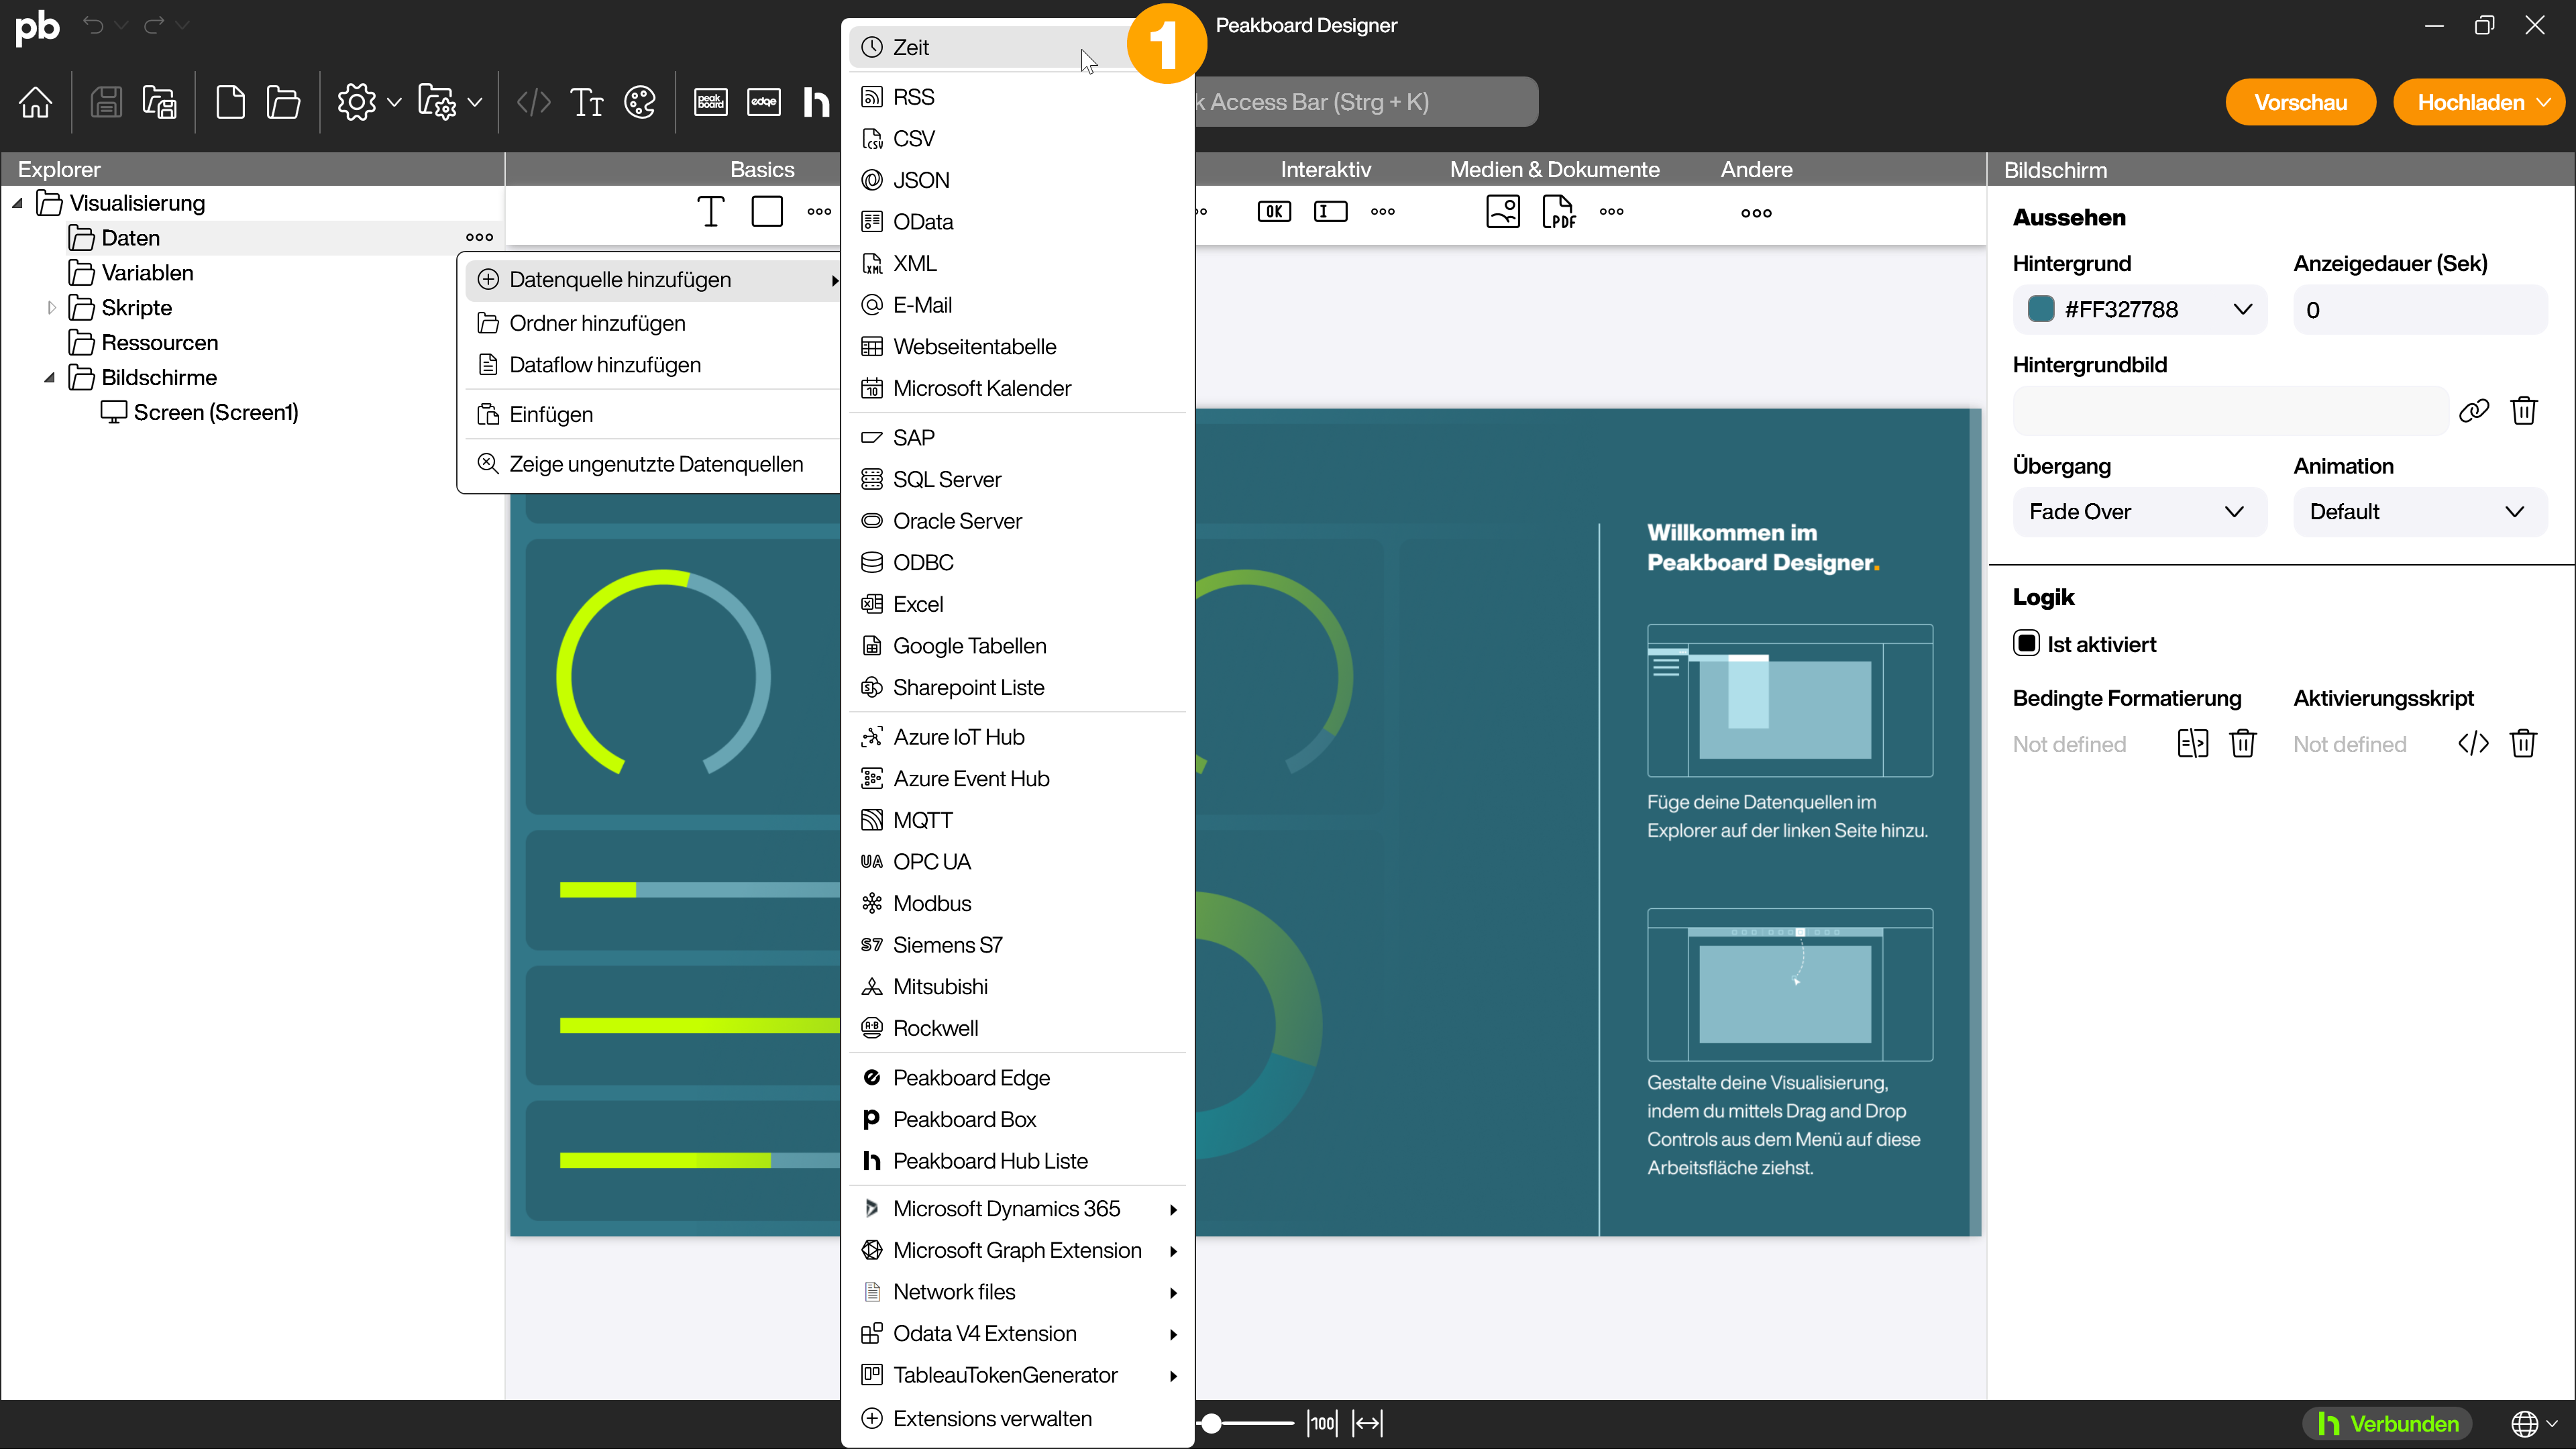 pb
Peakboard Designer
1
peak board
edge
h
k Access Bar (Strg + K)
Vorschau
Hochladen
Explorer
Basics
Interaktiv
Medien & Dokumente
Andere
Bildschirm
OK
PDF
Visualisierung
Daten
Variablen
Skripte
Ressourcen
Bildschirme
Screen (Screen1)
Datenquelle hinzufügen
Ordner hinzufügen
Dataflow hinzufügen
Einfügen
Zeige ungenutzte Datenquellen
Zeit
RSS
CSV
JSON
OData
XML
E-Mail
Webseitentabelle
Microsoft Kalender
SAP
SQL Server
Oracle Server
ODBC
Excel
Google Tabellen
Sharepoint Liste
Azure IoT Hub
Azure Event Hub
MQTT
UA OPC UA
Modbus
S7 Siemens S7
Mitsubishi
Rockwell
Peakboard Edge
Peakboard Box
Peakboard Hub Liste
Microsoft Dynamics 365
Microsoft Graph Extension
Network files
Odata V4 Extension
TableauTokenGenerator
Extensions verwalten
Willkommen im
Peakboard Designer.
Füge deine Datenquellen im
Explorer auf der linken Seite hinzu.
Gestalte deine Visualisierung,
indem du mittels Drag and Drop
Controls aus dem Menü auf diese
Arbeitsfläche ziehst.
Aussehen
Hintergrund
Anzeigedauer (Sek)
#FF327788
0
Hintergrundbild
Übergang
Animation
Fade Over
Default
Logik
Ist aktiviert
Bedingte Formatierung
Aktivierungsskript
Not defined
Not defined
100
h Verbunden